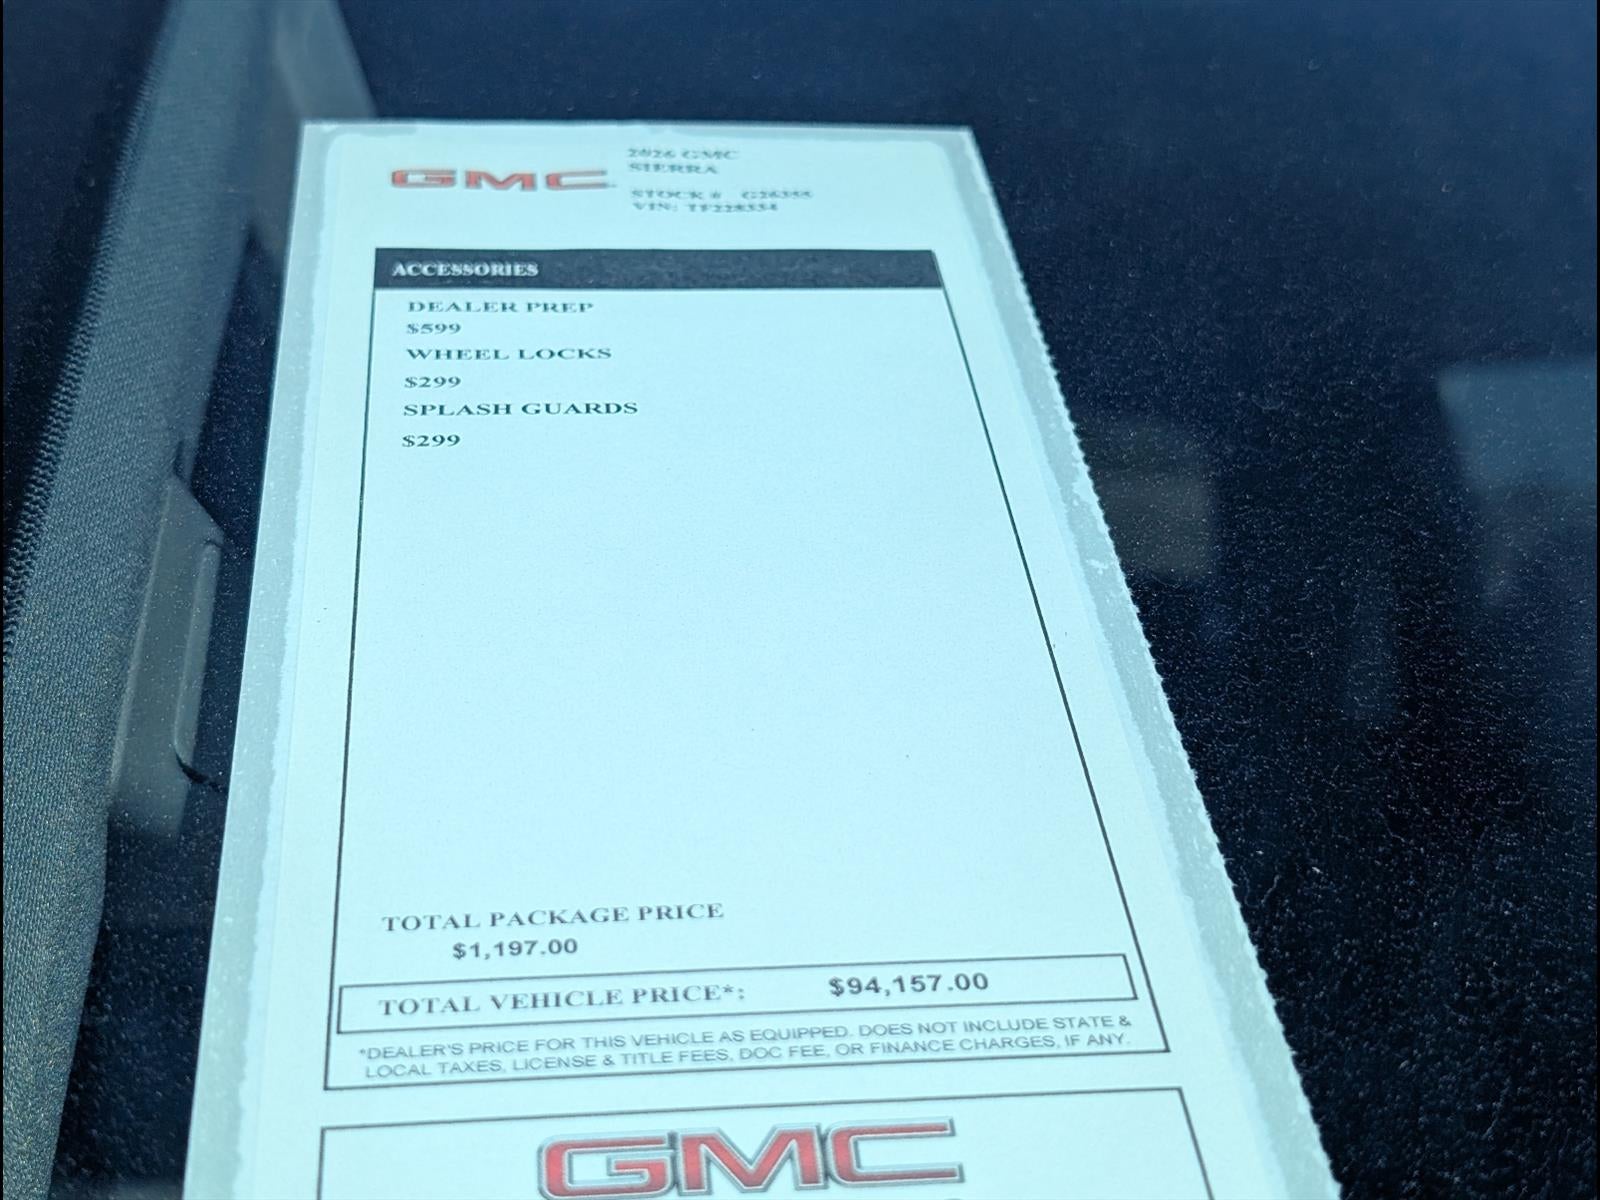 GMC
2026 GMC
SIERRA
STOCK # G26355
VIN: TF228334
ACCESSORIES
DEALER PREP
$599
WHEEL LOCKS
$299
SPLASH GUARDS
$299
TOTAL PACKAGE PRICE
$1,197.00
TOTAL VEHICLE PRICE*: $94,157.00
*DEALER'S PRICE FOR THIS VEHICLE AS EQUIPPED. DOES NOT INCLUDE STATE &
LOCAL TAXES, LICENSE & TITLE FEES, DOC FEE, OR FINANCE CHARGES, IF ANY.
GMC